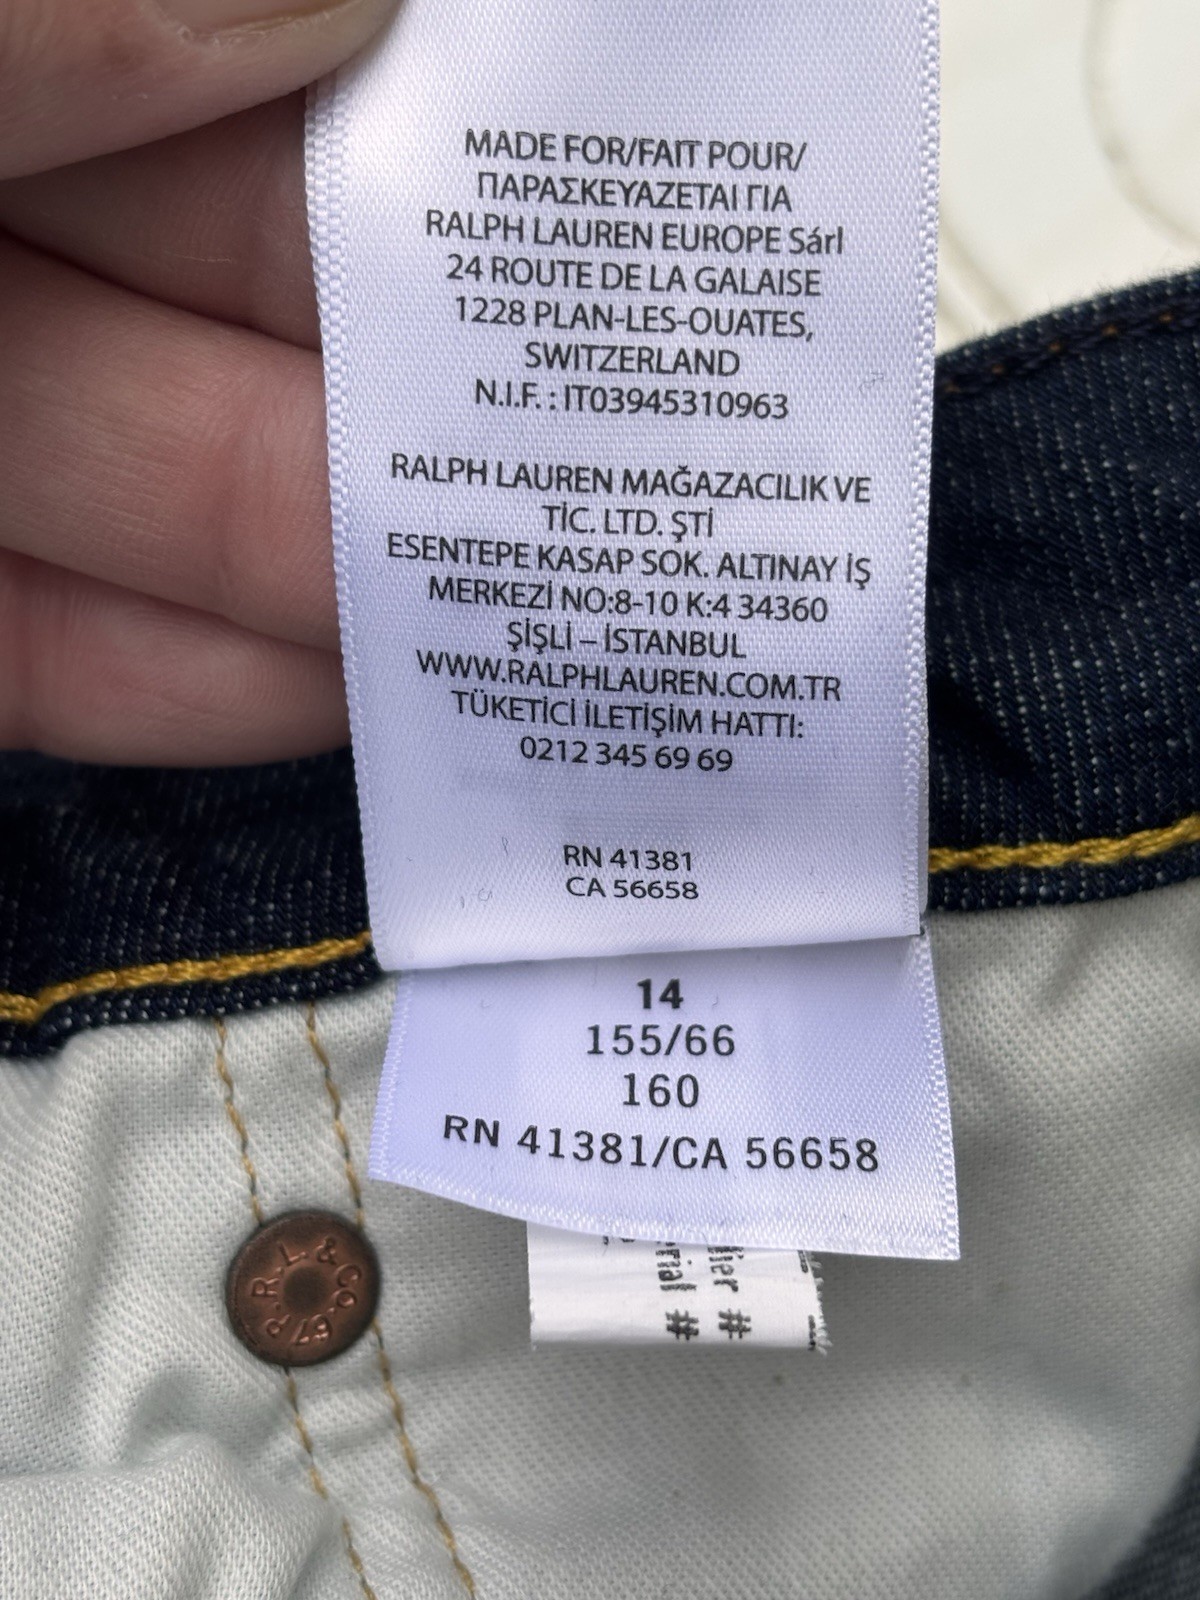 MADE FOR/FAIT POUR/
ΠΑΡΑΣΚΕΥΑΖΕΤΑΙ ΓΙΑ
RALPH LAUREN EUROPE Sárl
24 ROUTE DE LA GALAISE
1228 PLAN-LES-OUATES,
SWITZERLAND
N.I.F. : IT03945310963
RALPH LAUREN MAĞAZACILIK VE
TİC. LTD. ŞTİ
ESENTEPE KASAP SOK. ALTINAY İŞ
MERKEZİ NO:8-10 K:4 34360
ŞİŞLİ – İSTANBUL
WWW.RALPHLAUREN.COM.TR
TÜKETİCİ İLETİŞİM HATTI:
0212 345 69 69
RN 41381
CA 56658
14
155/66
160
RN 41381/CA 56658
P.R.L.&CO.67